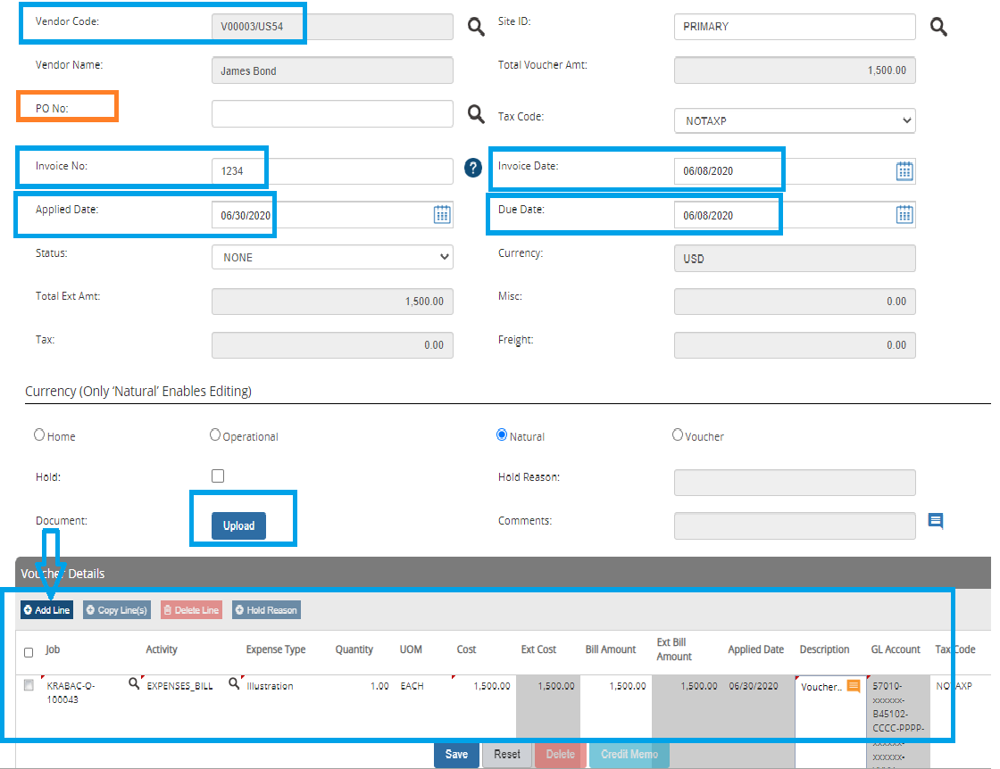 Vendor Code: V00003/US54 Site ID: PRIMARY
Vendor Name: James Bond Total Voucher Amt: 1,500.00
PO No: Tax Code: NOTAXP
Invoice No: 1234 ? Invoice Date: 06/08/2020
Applied Date: 06/30/2020 Due Date: 06/08/2020
Status: NONE Currency: USD
Total Ext Amt: 1,500.00 Misc: 0.00
Tax: 0.00 Freight: 0.00
Currency (Only 'Natural' Enables Editing)
Home Operational Natural Voucher
Hold: Hold Reason:
Document: Upload Comments:
Voucher Details
Add Line Copy Line(s) Delete Line Hold Reason
Job Activity Expense Type Quantity UOM Cost Ext Cost Bill Amount Ext Bill Amount Applied Date Description GL Account Tax Code
KRABAC-O-100043 EXPENSES_BILL Illustration 1.00 EACH 1,500.00 1,500.00 1,500.00 1,500.00 06/30/2020 Voucher.. 57010- NOTAXP
xxxxxx-
B45102-
CCCC-PPPP-
xxxxxx-
xxxxxx-
Save Reset Delete Credit Memo